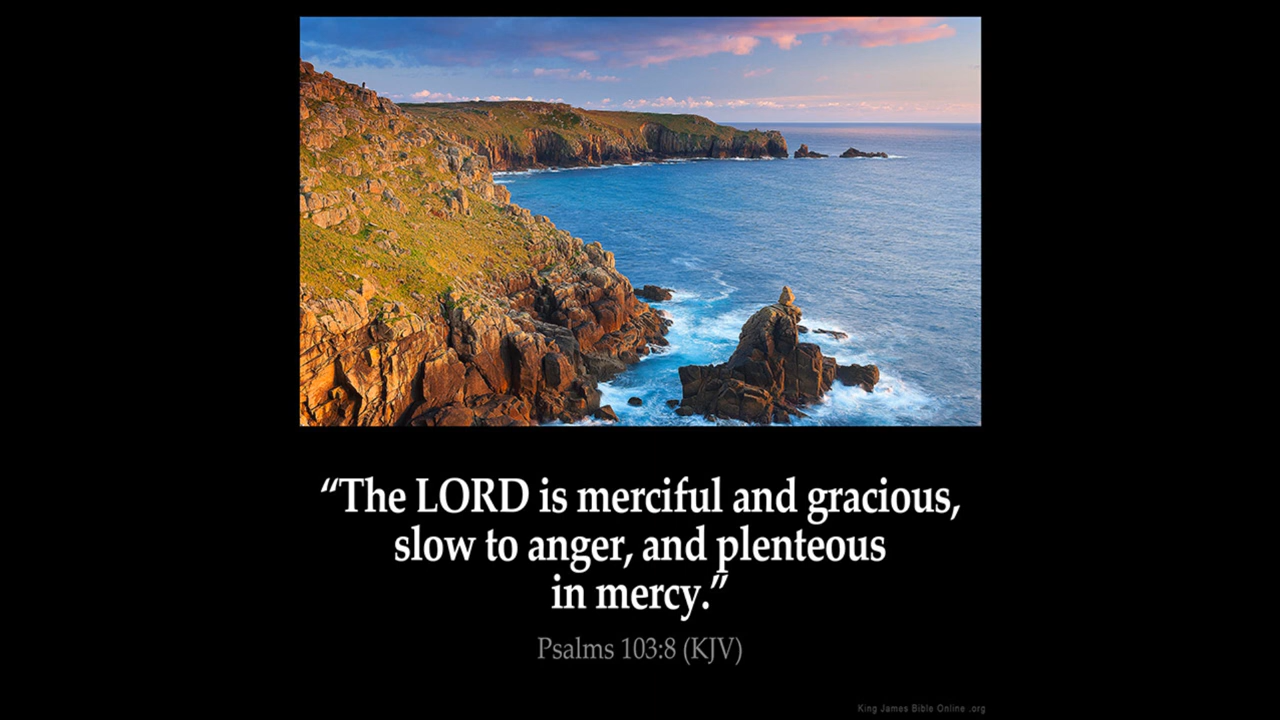 “The LORD is merciful and gracious,
slow to anger, and plenteous
in mercy.”
Psalms 103:8 (KJV)
King James Bible Online .org